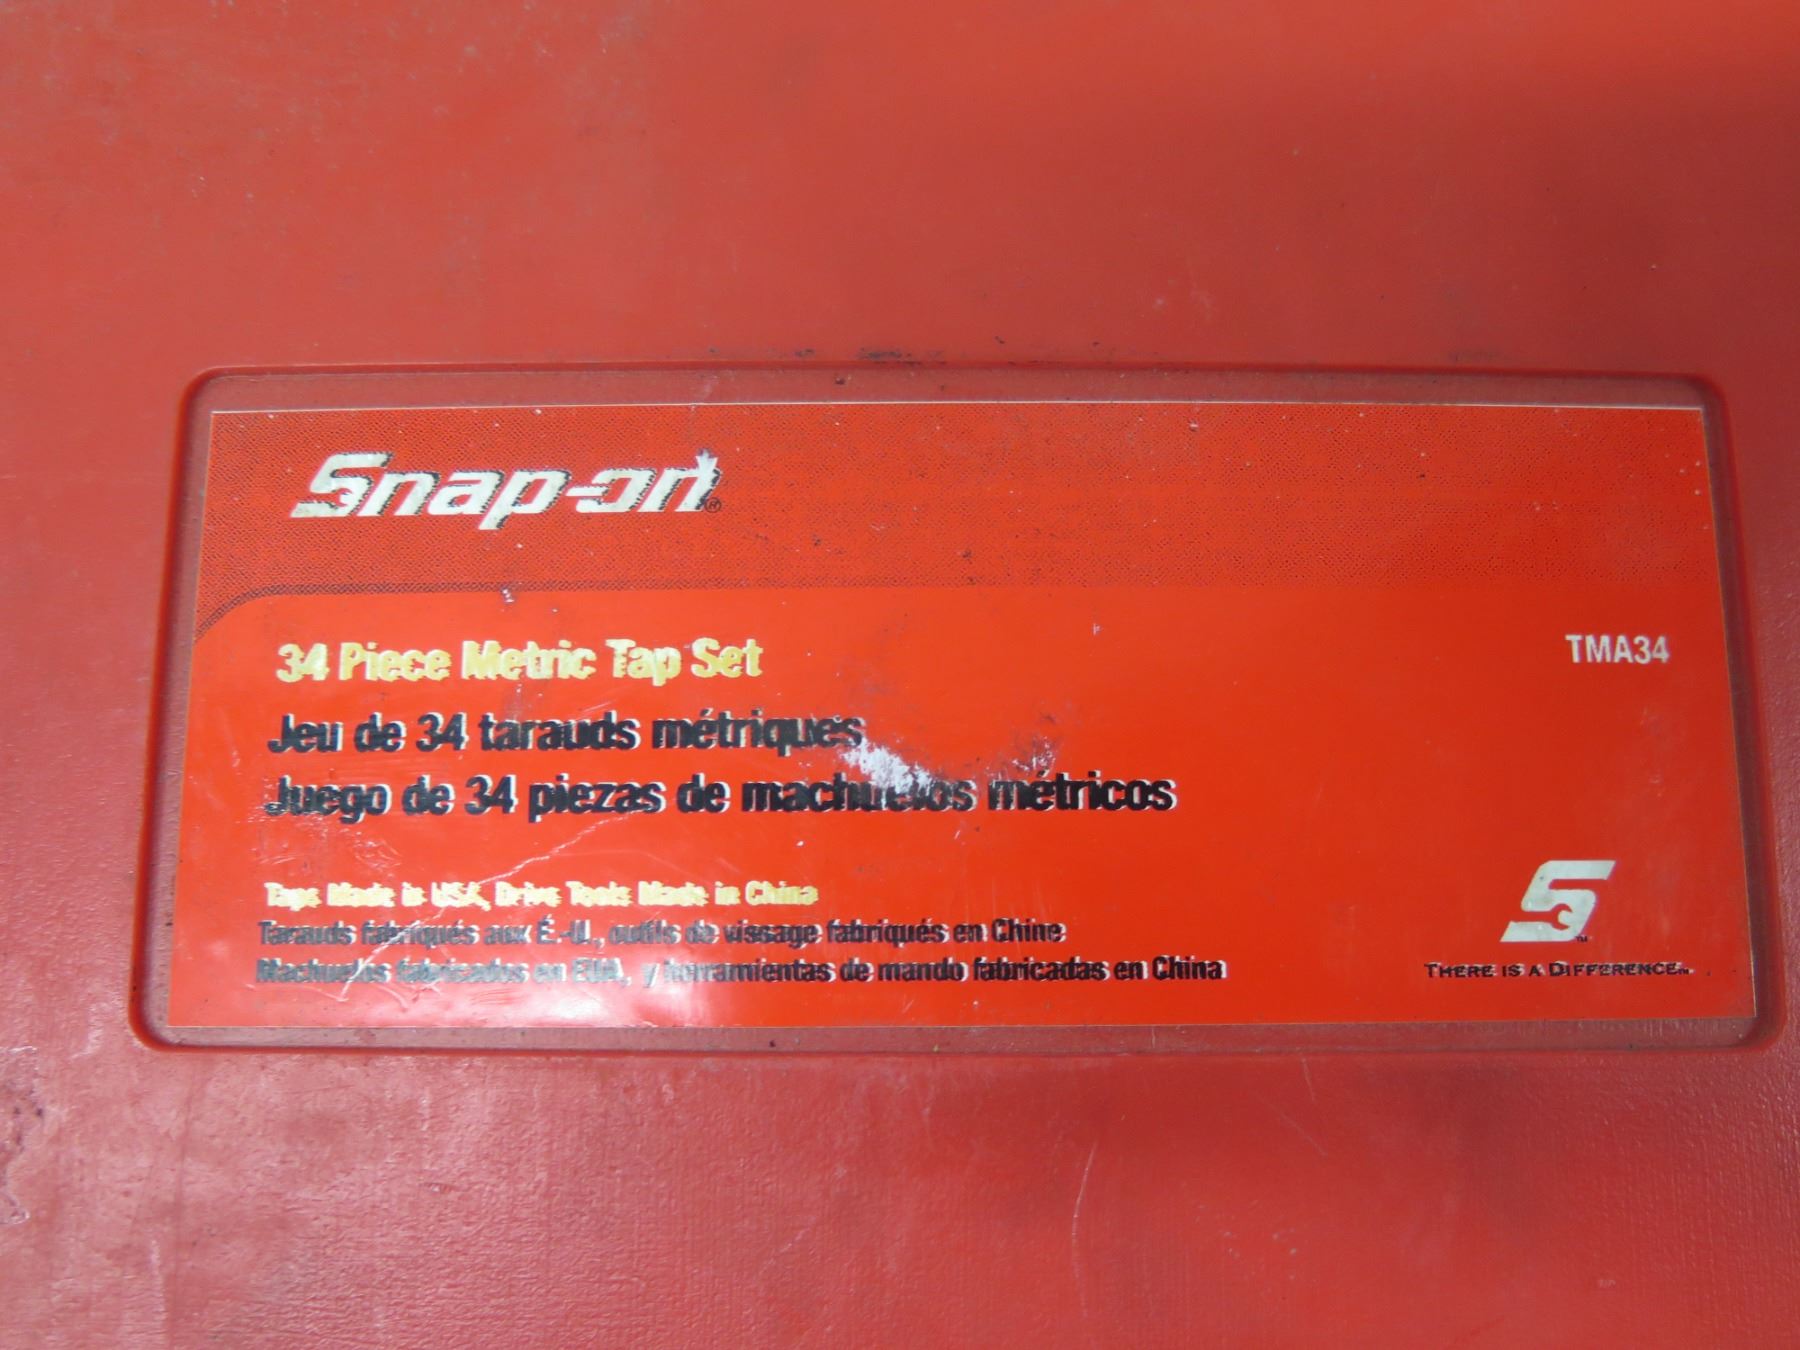 Snap-on®
34 Piece Metric Tap Set
TMA34
Jeu de 34 tarauds métriques
Juego de 34 piezas de machuelos métricos
Taps Made in USA, Drive Tools Made in China
Tarauds fabriqués aux É.-U., outils de vissage fabriqués en Chine
Machuelos fabricados en EUA, y herramientas de mando fabricadas en China
S™
THERE IS A DIFFERENCE℠